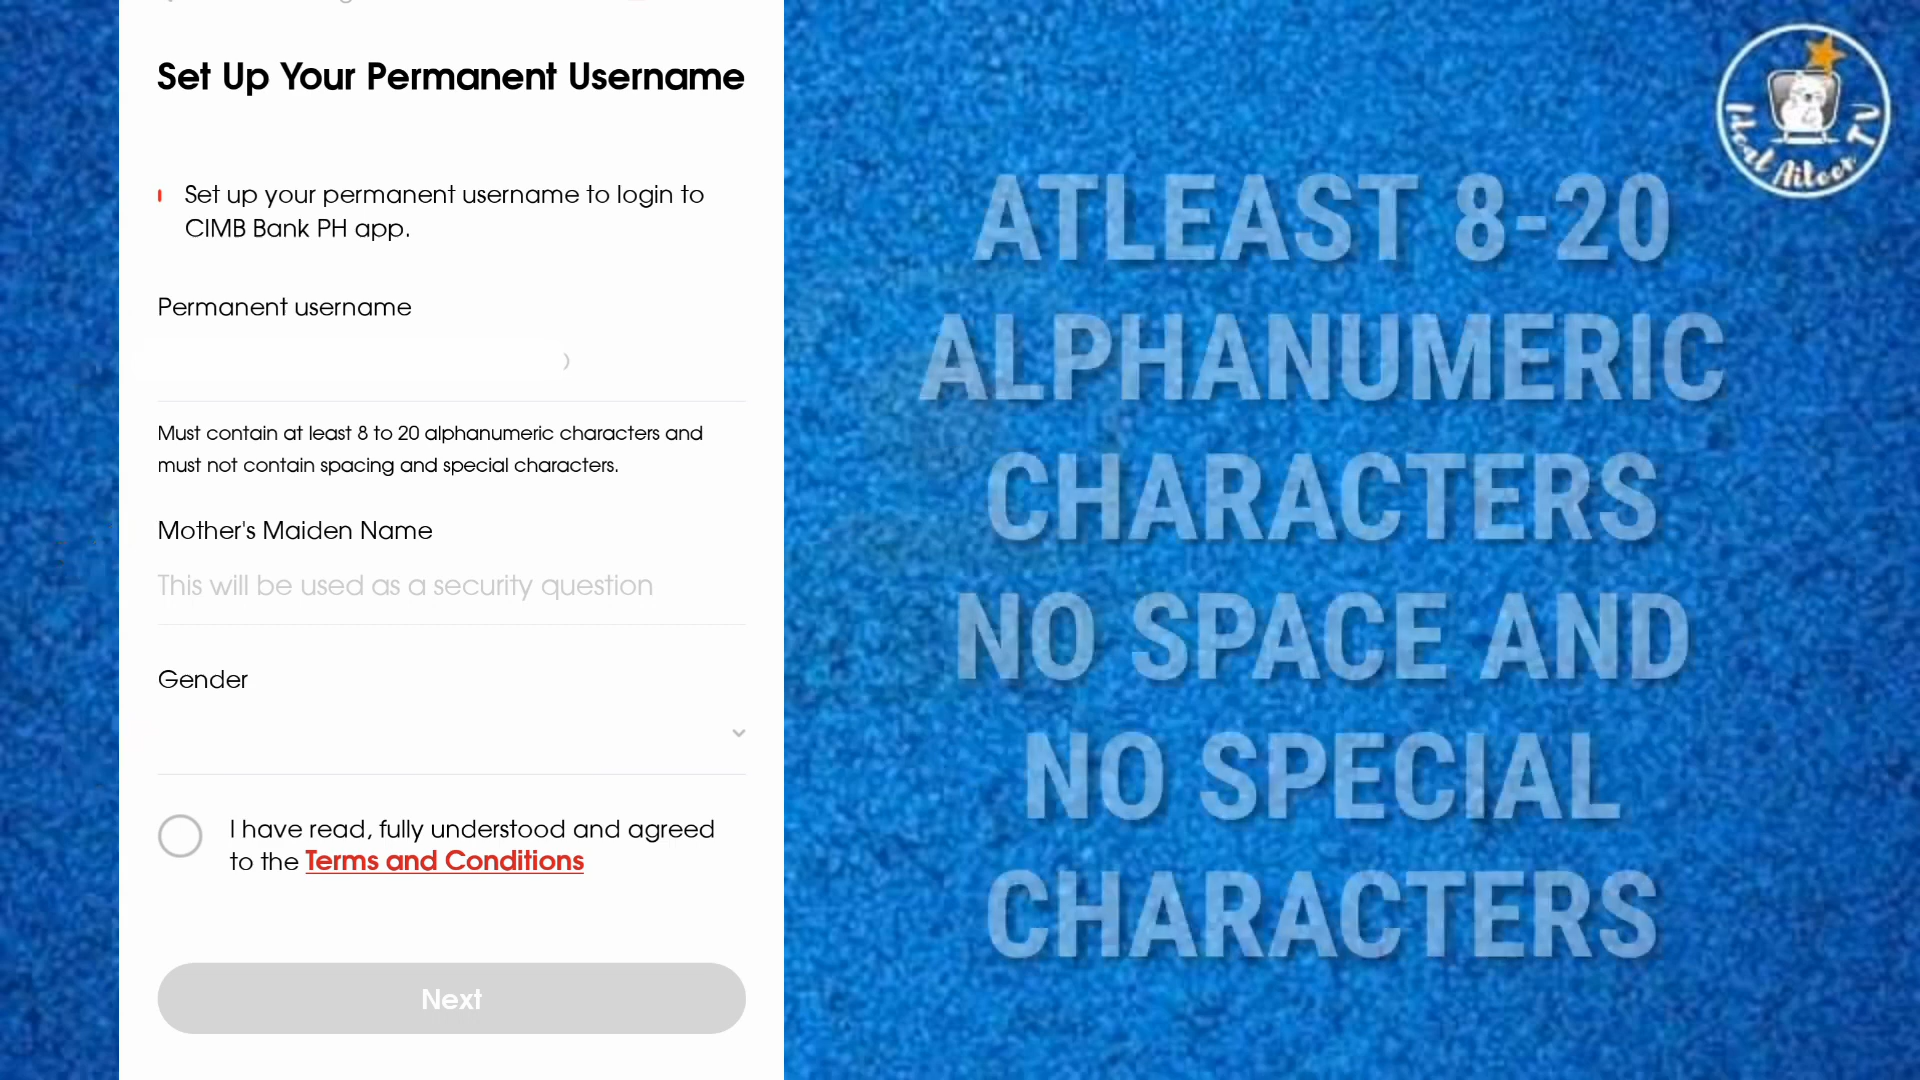 Set Up Your Permanent Username
Set up your permanent username to login to
CIMB Bank PH app.
Permanent username
)
Must contain at least 8 to 20 alphanumeric characters and
must not contain spacing and special characters.
Mother's Maiden Name
This will be used as a security question
Gender
I have read, fully understood and agreed
to the Terms and Conditions
Next
ATLEAST 8-20
ALPHANUMERIC
CHARACTERS
NO SPACE AND
NO SPECIAL
CHARACTERS
TV